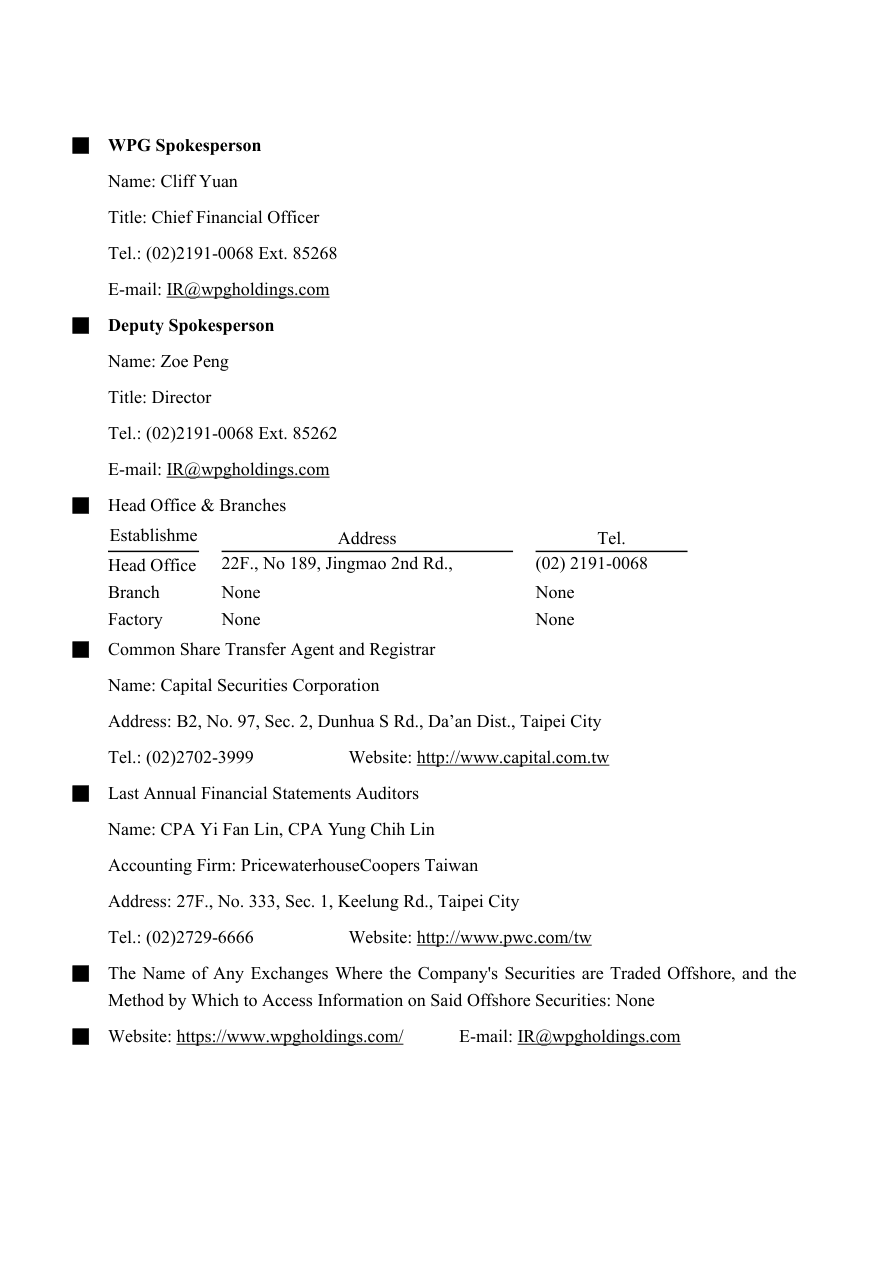 WPG Spokesperson
Name: Cliff Yuan
Title: Chief Financial Officer
Tel.: (02)2191-0068 Ext. 85268
E-mail: IR@wpgholdings.com
Deputy Spokesperson
Name: Zoe Peng
Title: Director
Tel.: (02)2191-0068 Ext. 85262
E-mail: IR@wpgholdings.com
Head Office & Branches
Establishme Address Tel.
Head Office 22F., No 189, Jingmao 2nd Rd., (02) 2191-0068
Branch None None
Factory None None
Common Share Transfer Agent and Registrar
Name: Capital Securities Corporation
Address: B2, No. 97, Sec. 2, Dunhua S Rd., Da’an Dist., Taipei City
Tel.: (02)2702-3999 Website: http://www.capital.com.tw
Last Annual Financial Statements Auditors
Name: CPA Yi Fan Lin, CPA Yung Chih Lin
Accounting Firm: PricewaterhouseCoopers Taiwan
Address: 27F., No. 333, Sec. 1, Keelung Rd., Taipei City
Tel.: (02)2729-6666 Website: http://www.pwc.com/tw
The Name of Any Exchanges Where the Company's Securities are Traded Offshore, and the
Method by Which to Access Information on Said Offshore Securities: None
Website: https://www.wpgholdings.com/ E-mail: IR@wpgholdings.com